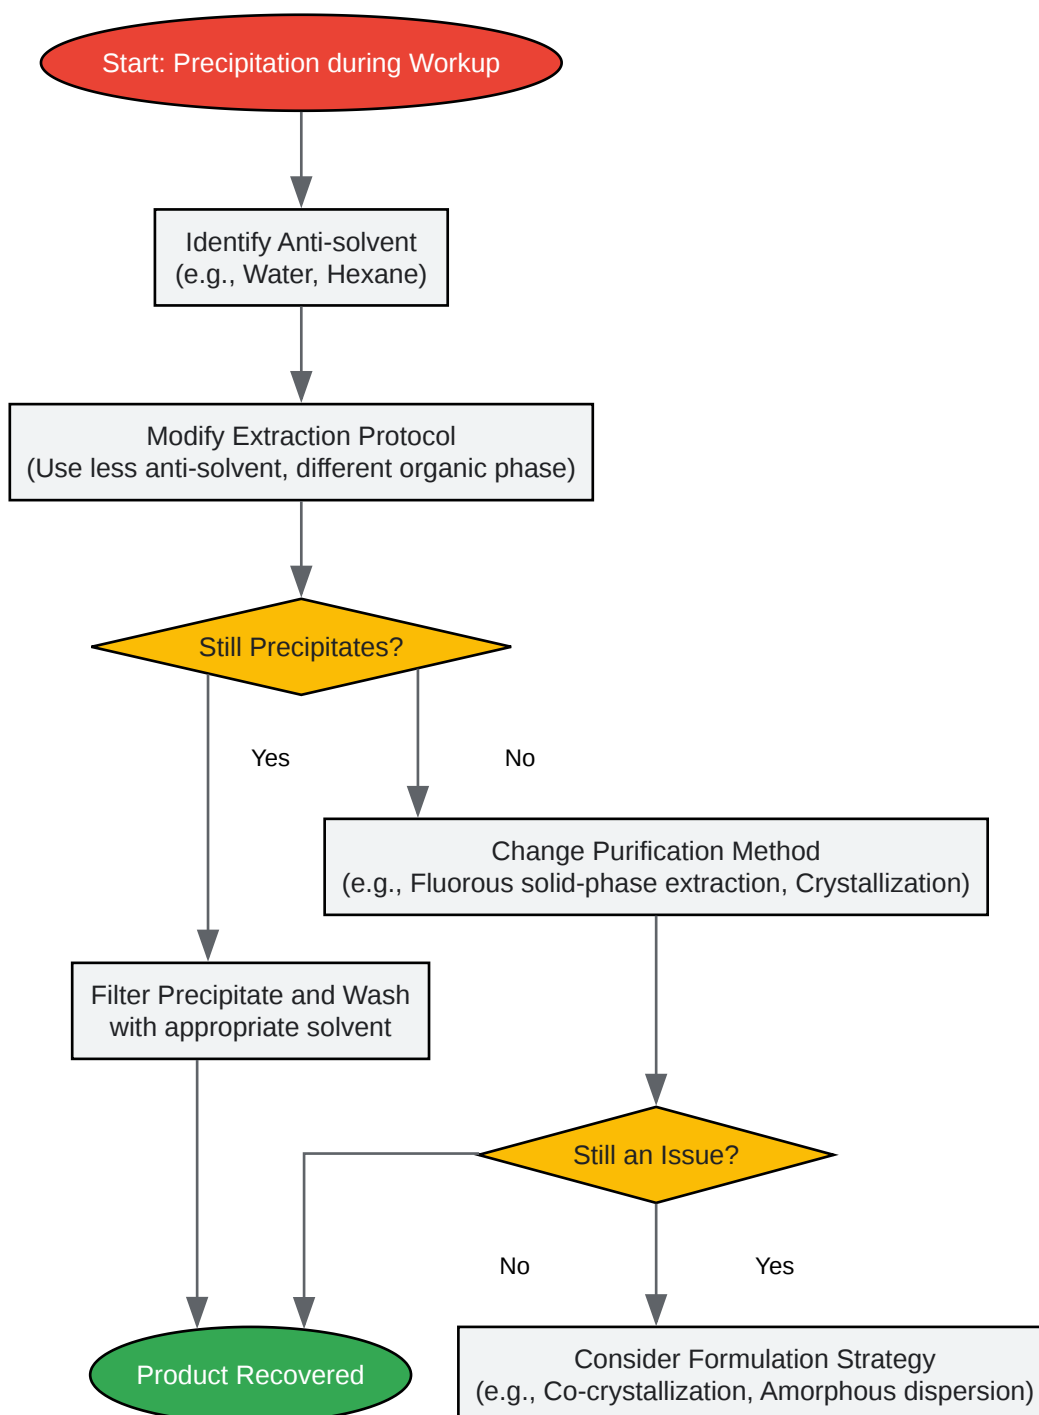 Start: Precipitation during Workup
Identify Anti-solvent
(e.g., Water, Hexane)
Modify Extraction Protocol
(Use less anti-solvent, different organic phase)
Still Precipitates?
Yes
No
Change Purification Method
(e.g., Fluorous solid-phase extraction, Crystallization)
Filter Precipitate and Wash
with appropriate solvent
Still an Issue?
No
Yes
Product Recovered
Consider Formulation Strategy
(e.g., Co-crystallization, Amorphous dispersion)